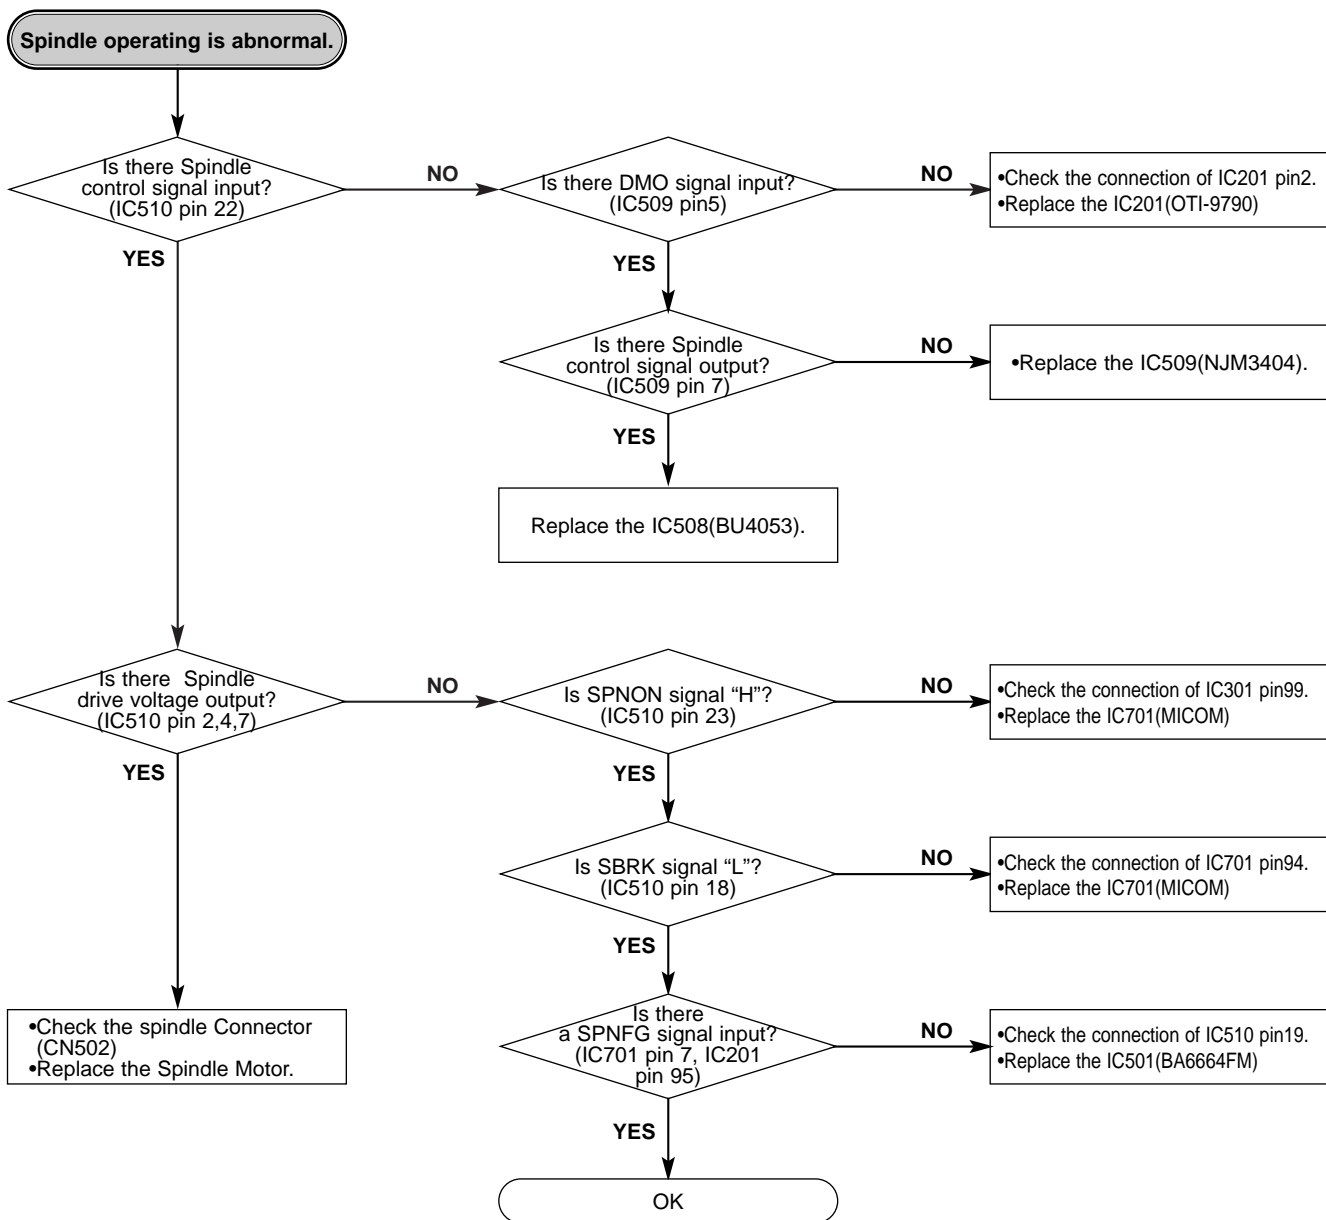 Spindle operating is abnormal.
Is there Spindle
control signal input?
(IC510 pin 22)
NO
Is there DMO signal input?
(IC509 pin5)
NO
•Check the connection of IC201 pin2.
•Replace the IC201(OTI-9790)
YES
YES
Is there Spindle
control signal output?
(IC509 pin 7)
NO
•Replace the IC509(NJM3404).
YES
Replace the IC508(BU4053).
Is there  Spindle
drive voltage output?
(IC510 pin 2,4,7)
NO
Is SPNON signal “H”?
(IC510 pin 23)
NO
•Check the connection of IC301 pin99.
•Replace the IC701(MICOM)
YES
YES
Is SBRK signal “L”?
(IC510 pin 18)
NO
•Check the connection of IC701 pin94.
•Replace the IC701(MICOM)
YES
•Check the spindle Connector
(CN502)
•Replace the Spindle Motor.
Is there
a SPNFG signal input?
(IC701 pin 7, IC201
pin 95)
NO
•Check the connection of IC510 pin19.
•Replace the IC501(BA6664FM)
YES
OK